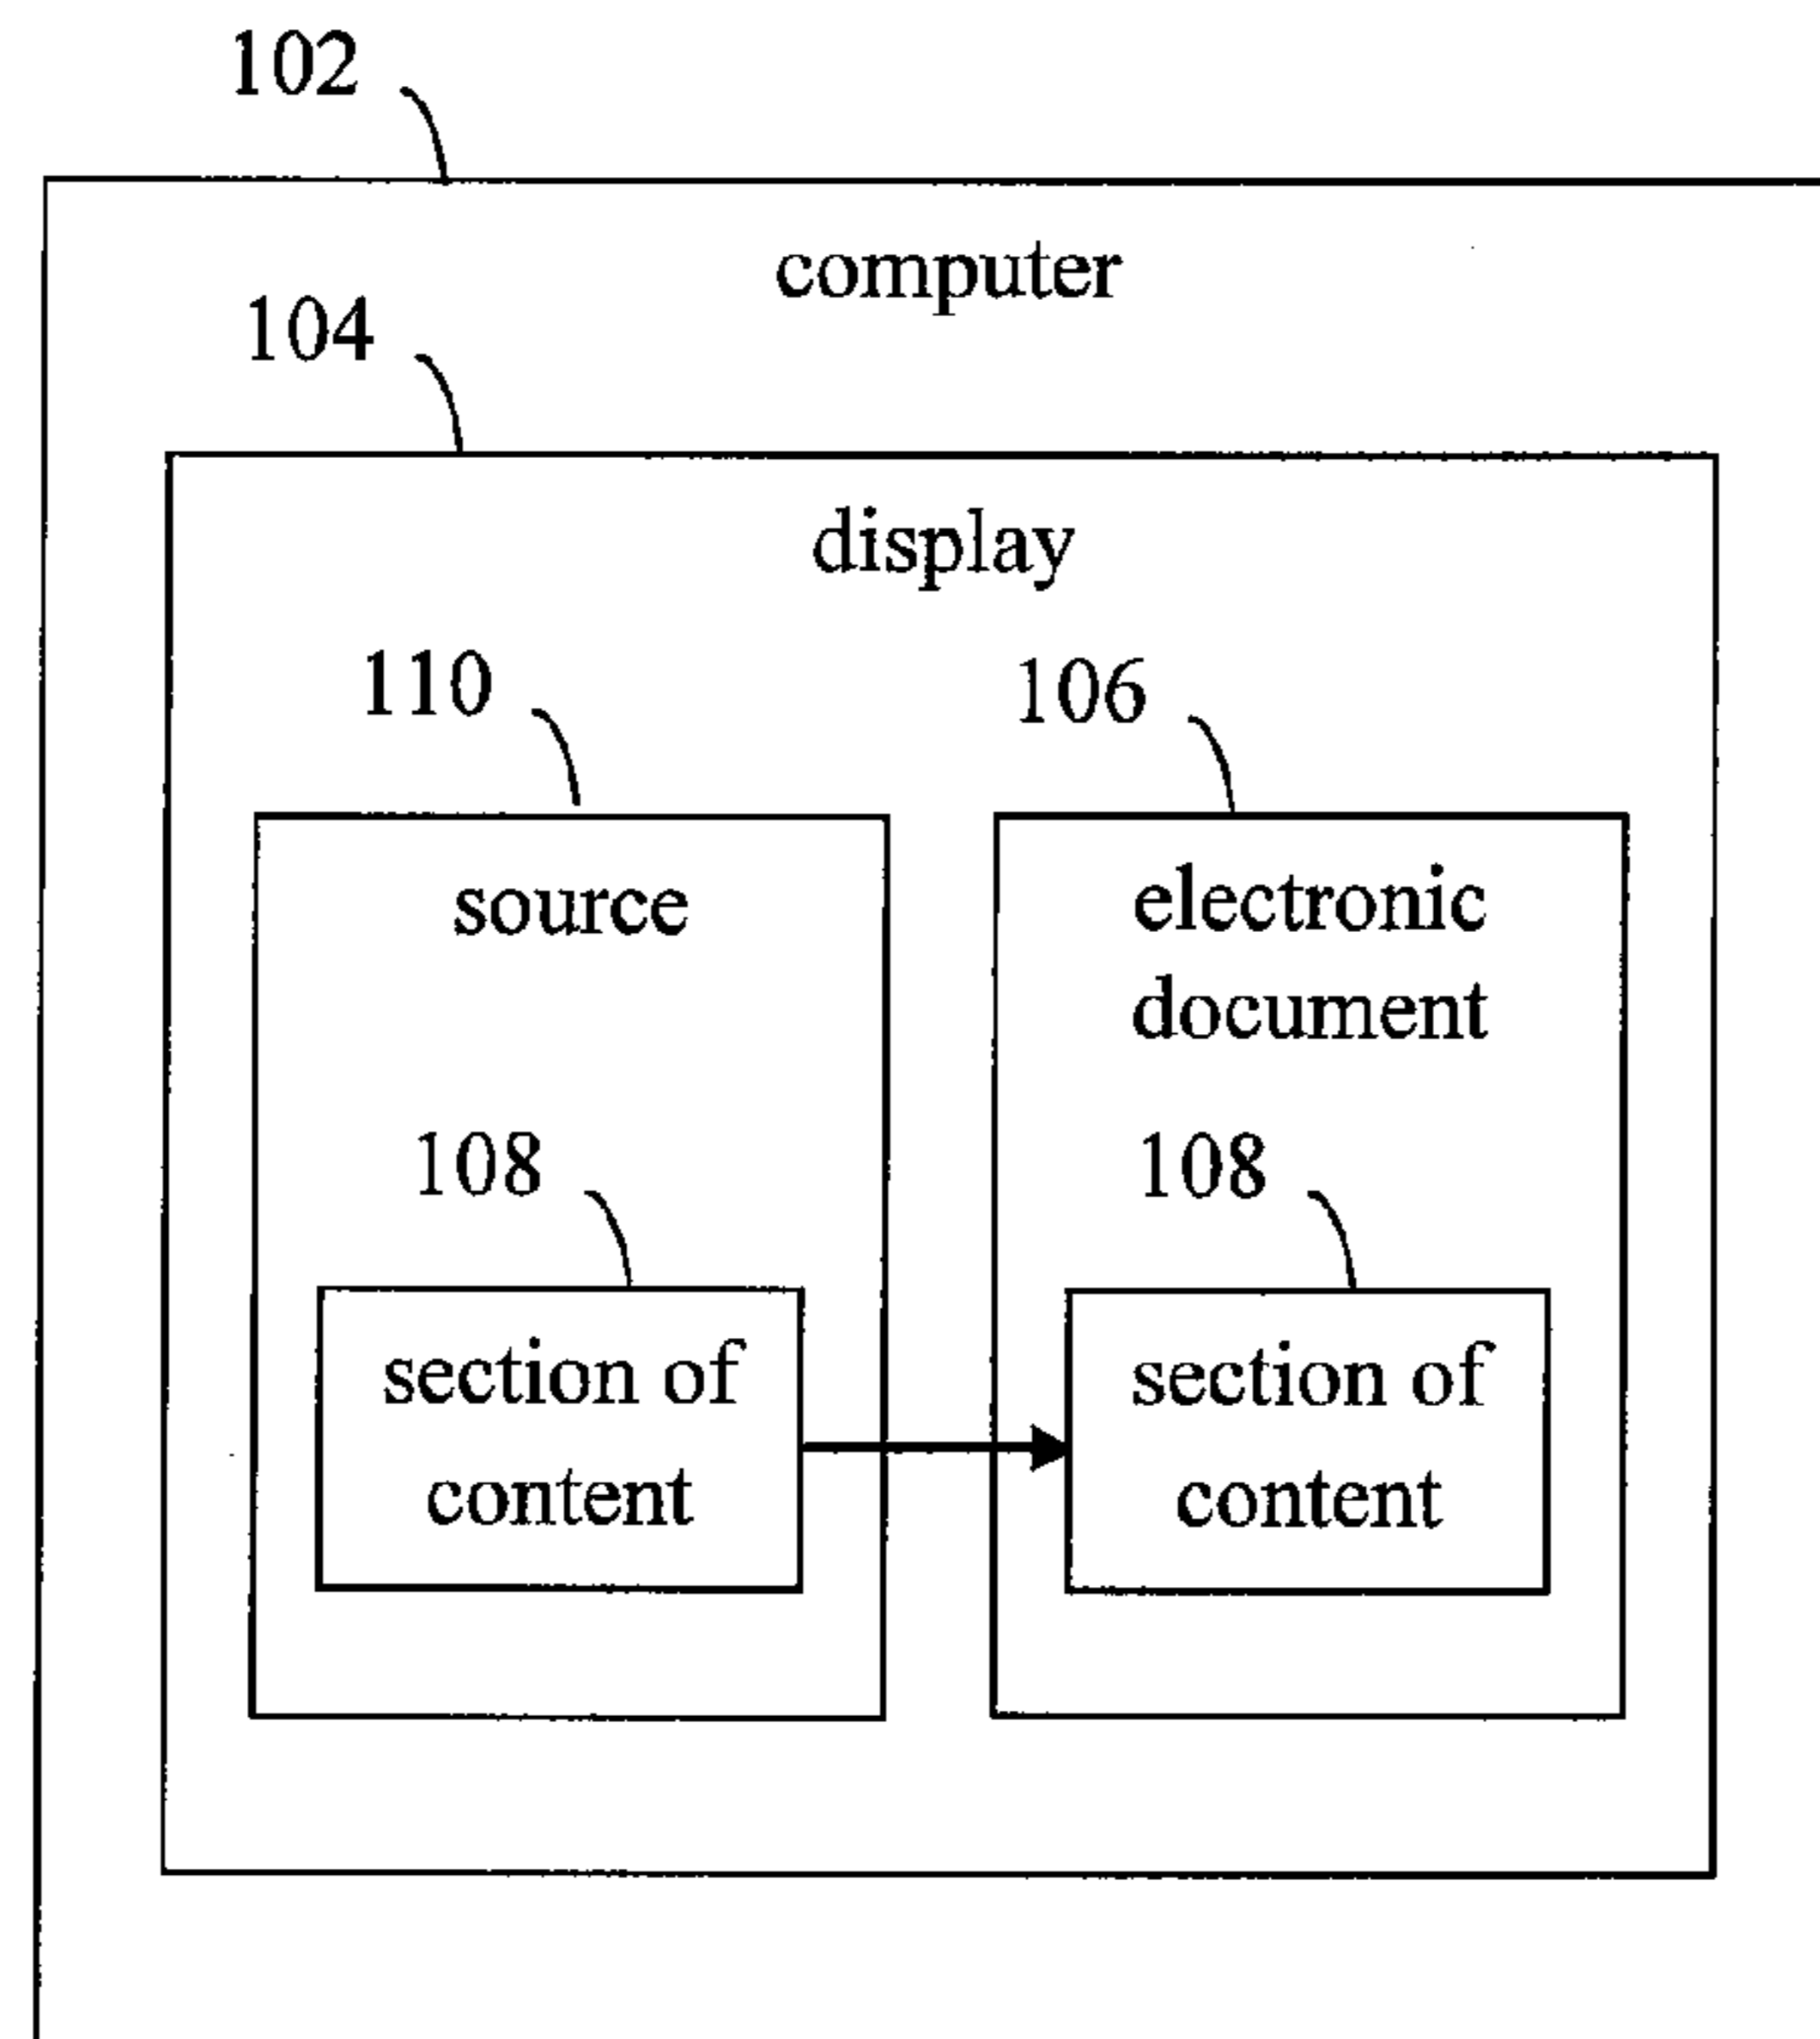 102
computer
104
display
110
106
source
electronic
document
108
108
section of
content
section of
content